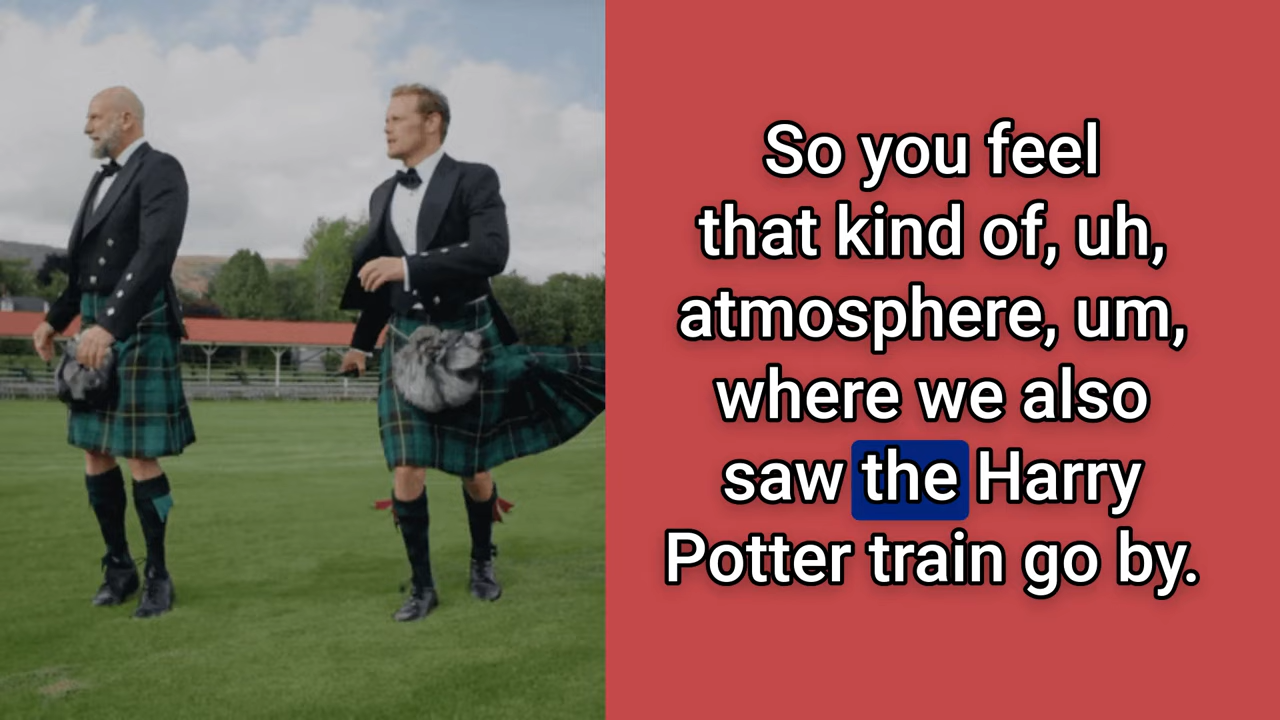 So you feel
that kind of, uh,
atmosphere, um,
where we also
saw the Harry
Potter train go by.